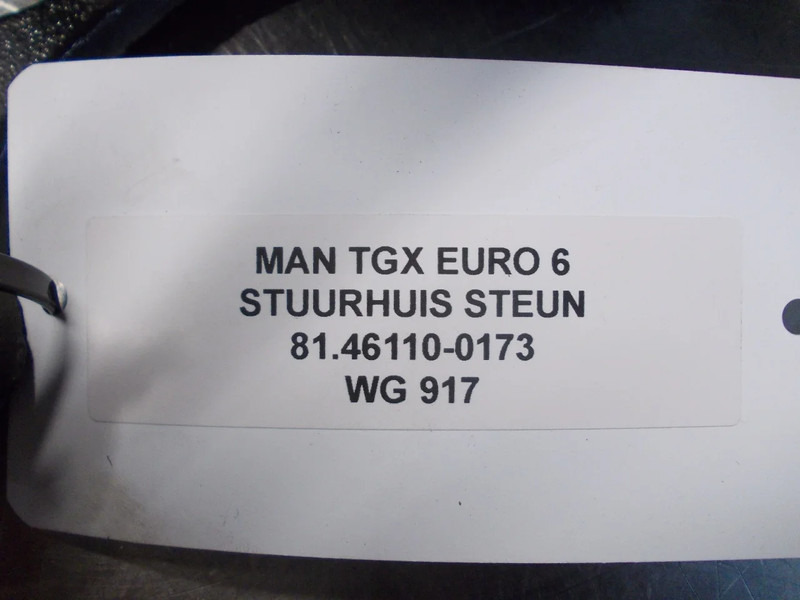 MAN TGX EURO 6
STUURHUIS STEUN
81.46110-0173
WG 917